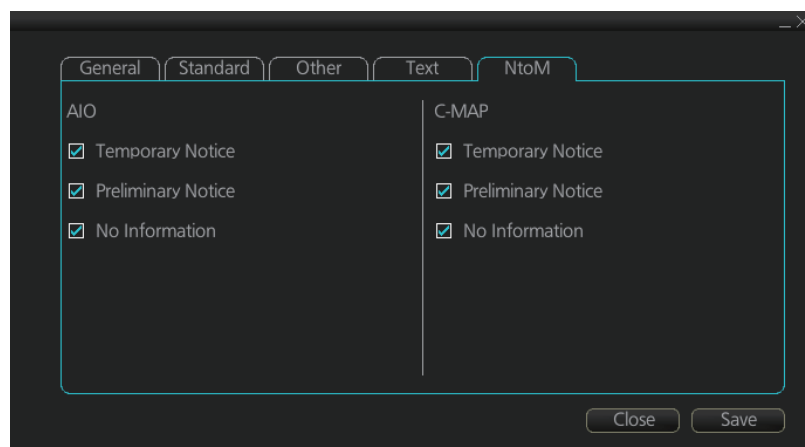 General Standard Other Text NtoM
AIO
Temporary Notice
Preliminary Notice
No Information
C-MAP
Temporary Notice
Preliminary Notice
No Information
Close Save